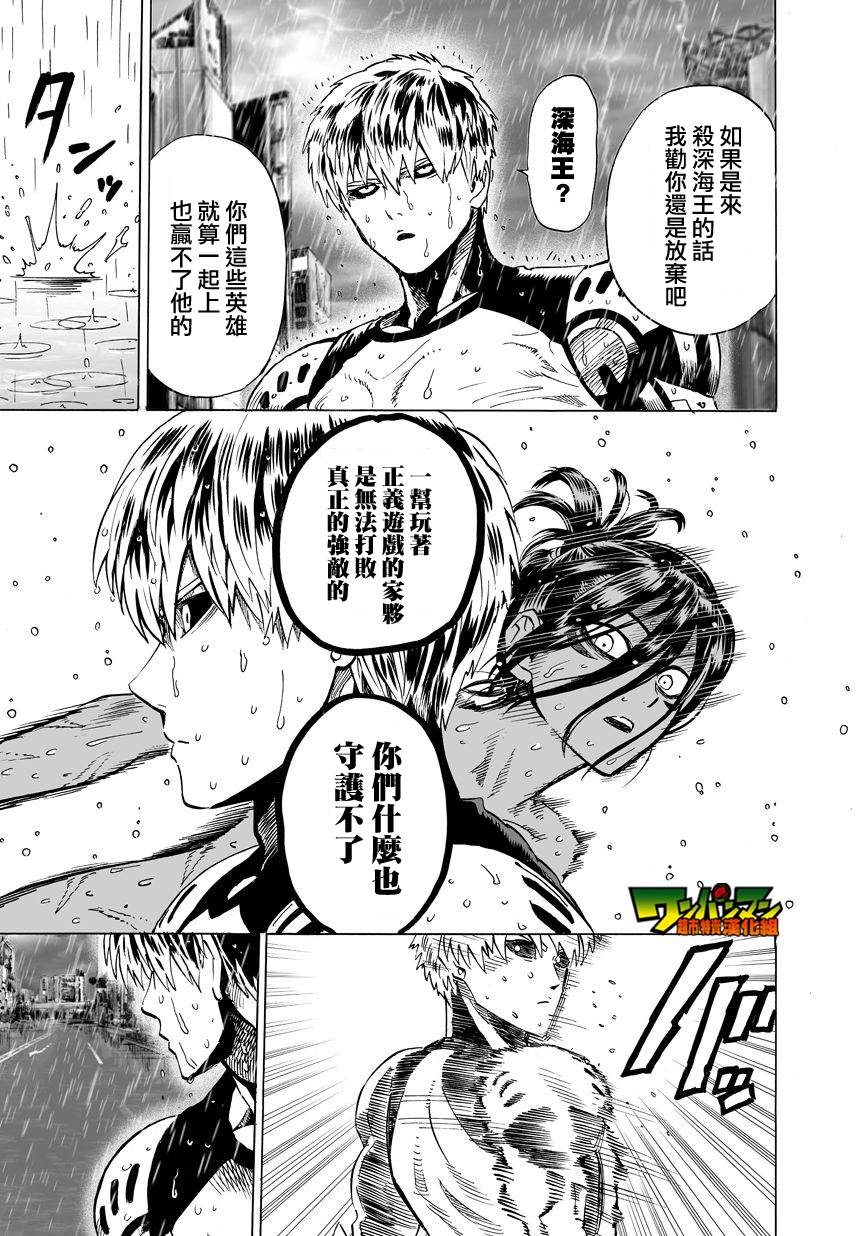 如果是來
殺深海王的話
我勸你還是放棄吧
深海王？
你們這些英雄
就算一起上
也贏不了他的
タンッ
一幫玩著
正義遊戲的家夥
是無法打敗
真正的強敵的
你們什麼也
守護不了
ワンパンマン
超市特賣漢化組
バッ